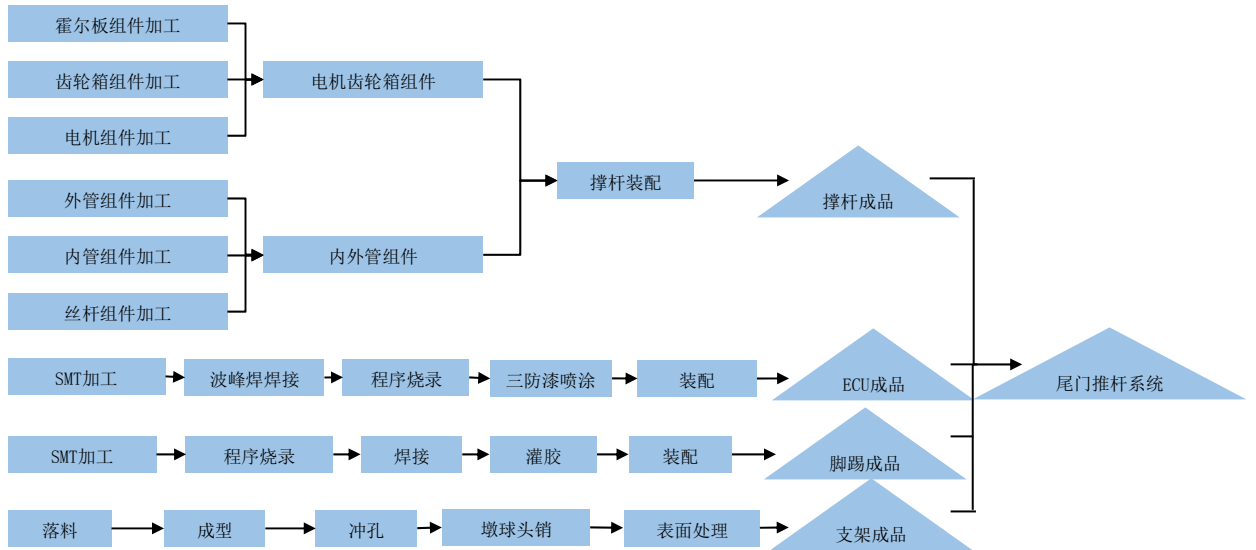 霍尔板组件加工
齿轮箱组件加工
电机齿轮箱组件
电机组件加工
撑杆装配
撑杆成品
外管组件加工
内管组件加工
内外管组件
丝杆组件加工
SMT加工
波峰焊焊接
程序烧录
三防漆喷涂
装配
ECU成品
尾门推杆系统
SMT加工
程序烧录
焊接
灌胶
装配
脚踢成品
落料
成型
冲孔
墩球头销
表面处理
支架成品